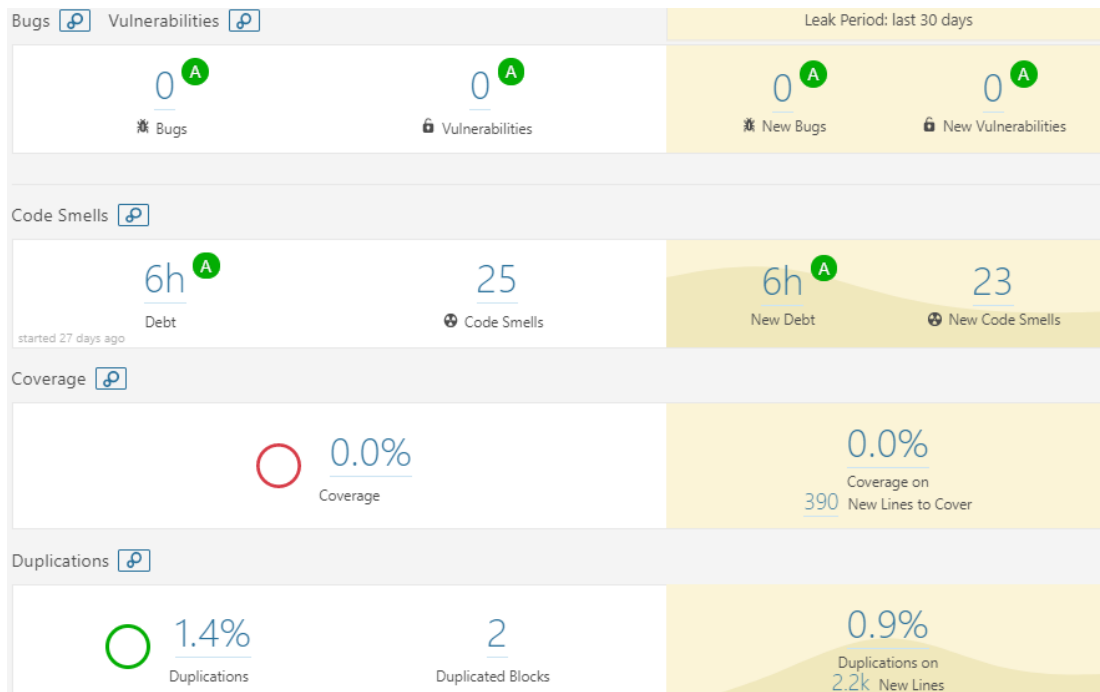 Bugs Vulnerabilities
Leak Period: last 30 days
0 A
Bugs
0 A
Vulnerabilities
0 A
New Bugs
0 A
New Vulnerabilities
Code Smells
6h A
Debt
started 27 days ago
25
Code Smells
6h A
New Debt
23
New Code Smells
Coverage
0.0%
Coverage
0.0%
Coverage on
390 New Lines to Cover
Duplications
1.4%
Duplications
2
Duplicated Blocks
0.9%
Duplications on
2.2k New Lines